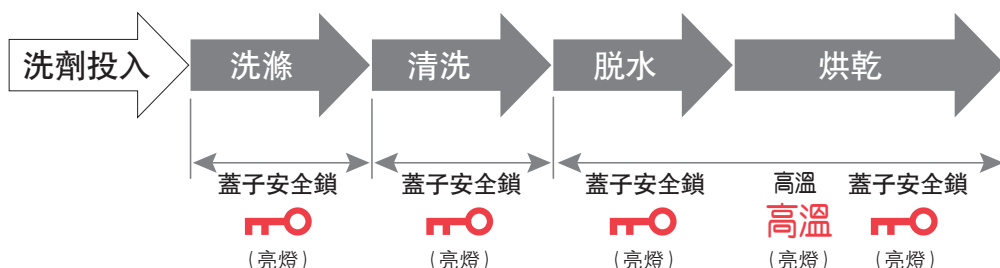 洗劑投入 洗滌 清洗 脱水 烘乾
蓋子安全鎖 蓋子安全鎖 蓋子安全鎖 高溫 蓋子安全鎖
高溫
(亮燈) (亮燈) (亮燈) (亮燈) (亮燈)